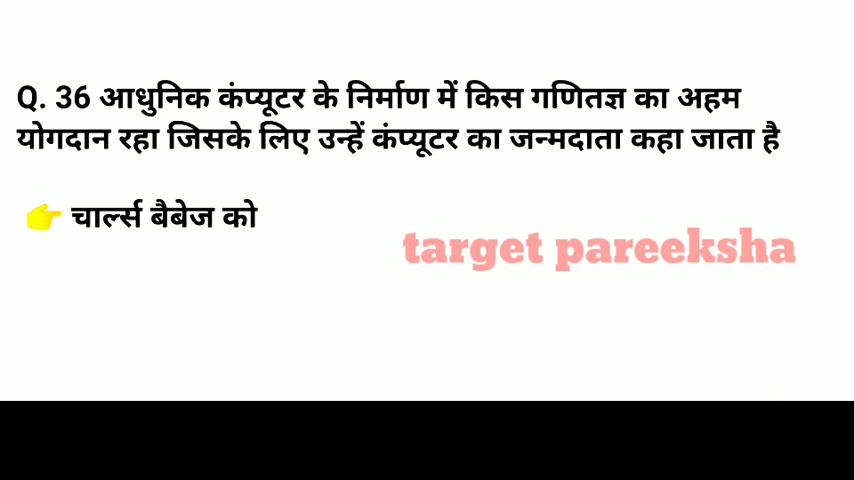 Q. 36 आधुनिक कंप्यूटर के निर्माण में किस गणितज्ञ का अहम
योगदान रहा जिसके लिए उन्हें कंप्यूटर का जन्मदाता कहा जाता है
👉 चार्ल्स बैबेज को
target pareeksha